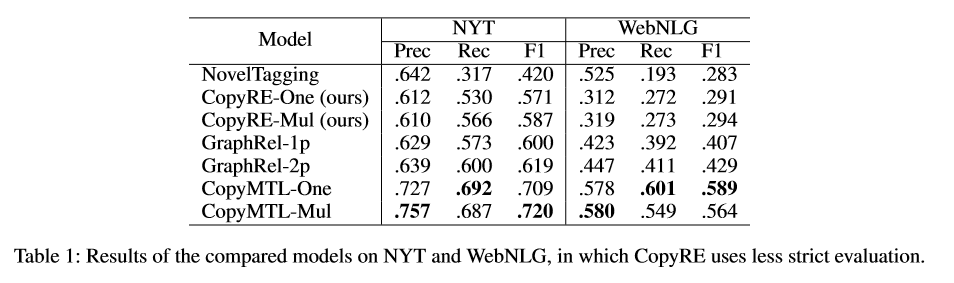 Model NYT WebNLG
Prec Rec F1 Prec Rec F1
NovelTagging .642 .317 .420 .525 .193 .283
CopyRE-One (ours) .612 .530 .571 .312 .272 .291
CopyRE-Mul (ours) .610 .566 .587 .319 .273 .294
GraphRel-1p .629 .573 .600 .423 .392 .407
GraphRel-2p .639 .600 .619 .447 .411 .429
CopyMTL-One .727 .692 .709 .578 .601 .589
CopyMTL-Mul .757 .687 .720 .580 .549 .564
Table 1: Results of the compared models on NYT and WebNLG, in which CopyRE uses less strict evaluation.